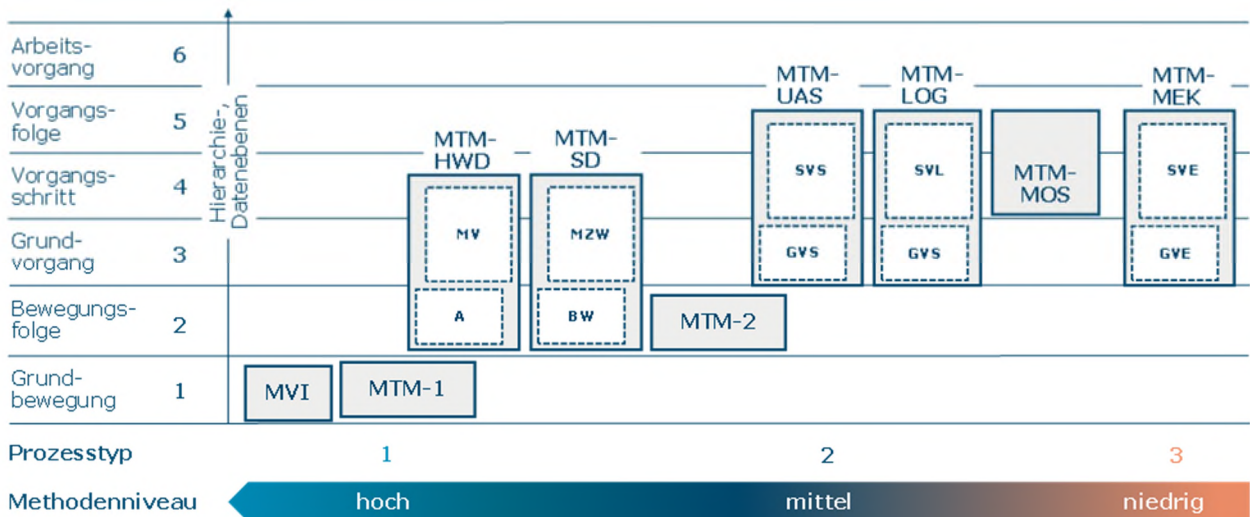 Arbeits-
vorgang
6
Vorgangs-
folge
5
Vorgangs-
schritt
4
Grund-
vorgang
3
Bewegungs-
folge
2
Grund-
bewegung
1
Hierarchie-,
Datenebenen
MVI
MTM-1
MTM-
HWD
MV
A
MTM-
SD
MZW
BW
MTM-2
MTM-
UAS
SVS
GVS
MTM-
LOG
SVL
GVS
MTM-
MOS
MTM-
MEK
SVE
GVE
Prozesstyp 1 2 3
Methodenniveau hoch mittel niedrig